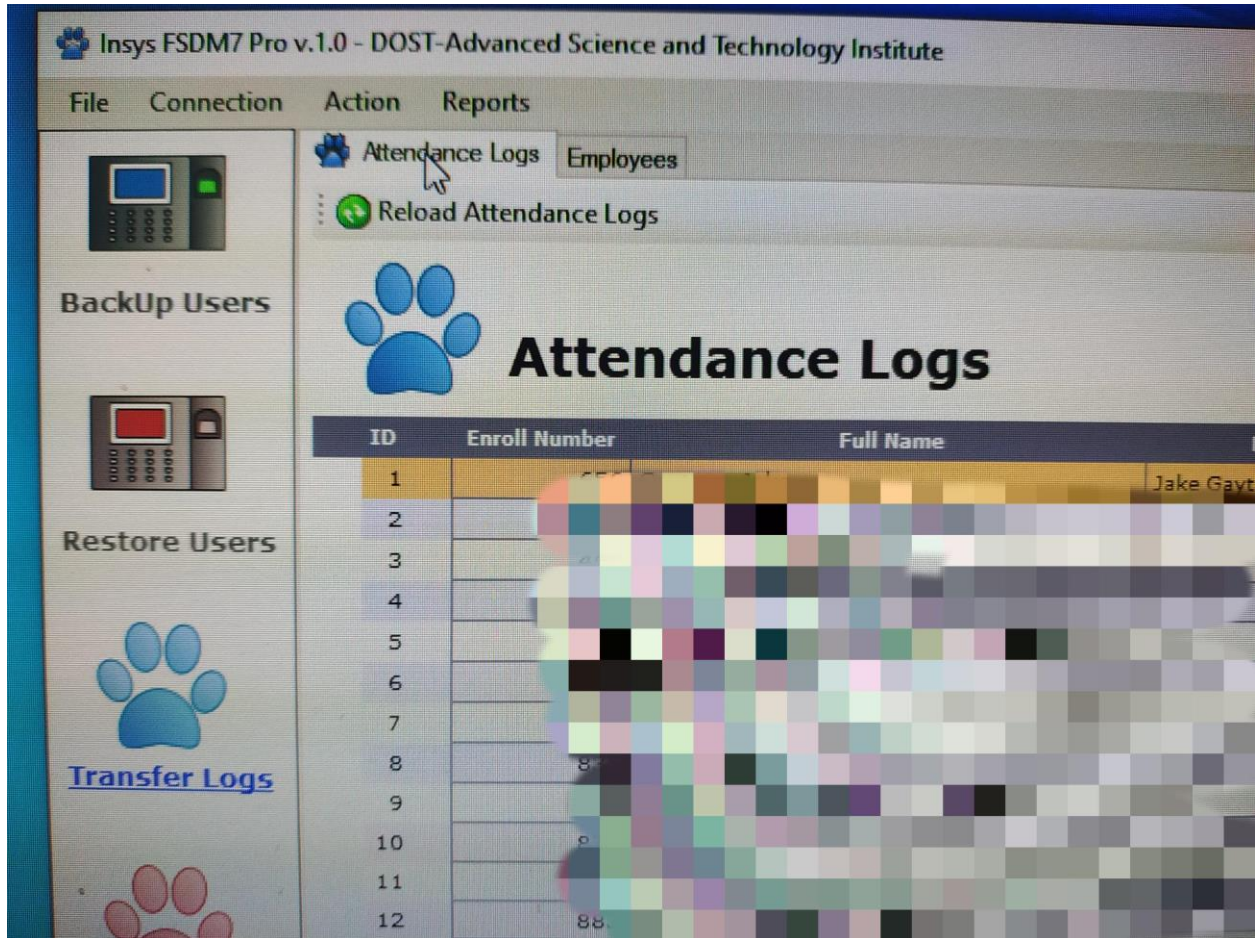 Insys FSDM7 Pro v.1.0 - DOST-Advanced Science and Technology Institute
File Connection Action Reports
Attendance Logs Employees
Reload Attendance Logs
BackUp Users
Attendance Logs
ID Enroll Number Full Name
1 Jake
2
Restore Users
3
4
5
6
7
Transfer Logs
8
9
10
11
12